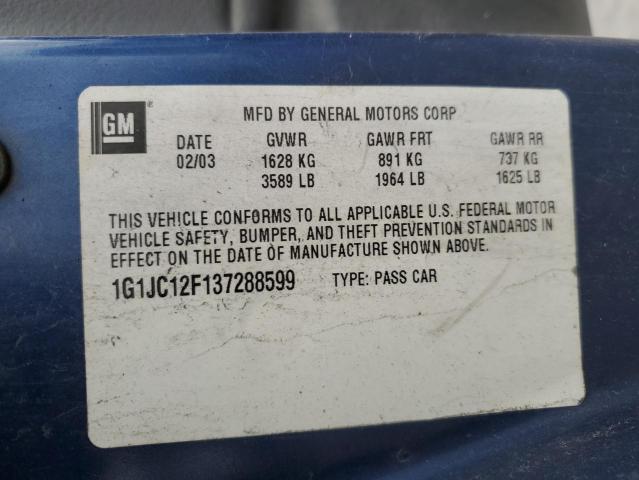 GM ®
MFD BY GENERAL MOTORS CORP
DATE GVWR GAWR FRT GAWR RR
02/03 1628 KG 891 KG 737 KG
3589 LB 1964 LB 1625 LB
THIS VEHICLE CONFORMS TO ALL APPLICABLE U.S. FEDERAL MOTOR
VEHICLE SAFETY, BUMPER, AND THEFT PREVENTION STANDARDS IN
EFFECT ON THE DATE OF MANUFACTURE SHOWN ABOVE.
1G1JC12F137288599 TYPE: PASS CAR